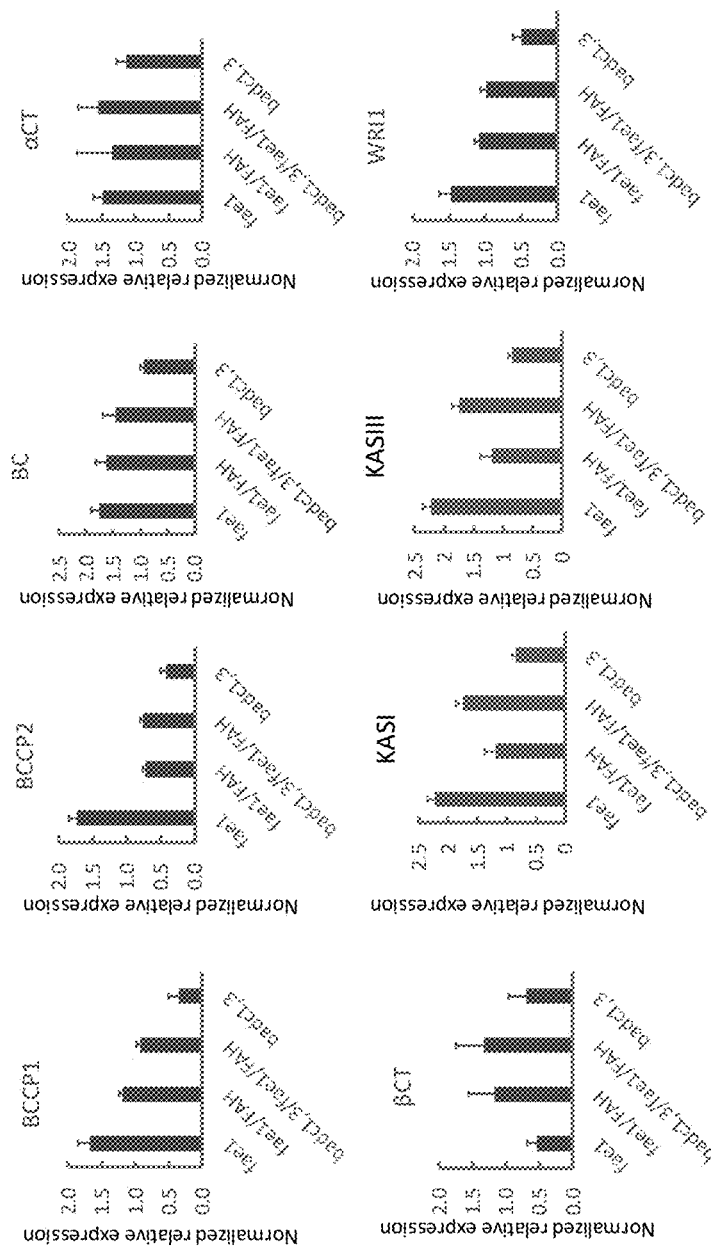 BCCP1
Normalized relative expression
2.0
1.5
1.0
0.5
0.0
fae1
fae1/FAH
badc1,3/fae1/FAH
badc1,3
BCCP2
Normalized relative expression
2.0
1.5
1.0
0.5
0.0
fae1
fae1/FAH
badc1,3/fae1/FAH
badc1,3
BC
Normalized relative expression
2.5
2.0
1.5
1.0
0.5
0.0
fae1
fae1/FAH
badc1,3/fae1/FAH
badc1,3
αCT
Normalized relative expression
2.0
1.5
1.0
0.5
0.0
fae1
fae1/FAH
badc1,3/fae1/FAH
badc1,3
βCT
Normalized relative expression
2.0
1.5
1.0
0.5
0.0
fae1
fae1/FAH
badc1,3/fae1/FAH
badc1,3
KASI
Normalized relative expression
2.5
2
1.5
1
0.5
0
fae1
fae1/FAH
badc1,3/fae1/FAH
badc1,3
KASIII
Normalized relative expression
2.5
2
1.5
1
0.5
0
fae1
fae1/FAH
badc1,3/fae1/FAH
badc1,3
WRI1
Normalized relative expression
2.0
1.5
1.0
0.5
0.0
fae1
fae1/FAH
badc1,3/fae1/FAH
badc1,3